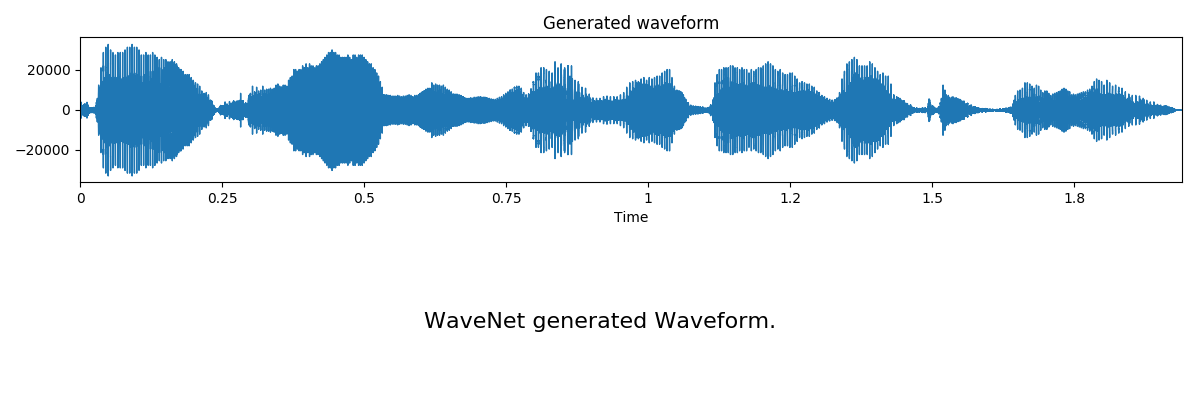 Generated waveform
20000
0
−20000
0 0.25 0.5 0.75 1 1.2 1.5 1.8
Time
WaveNet generated Waveform.